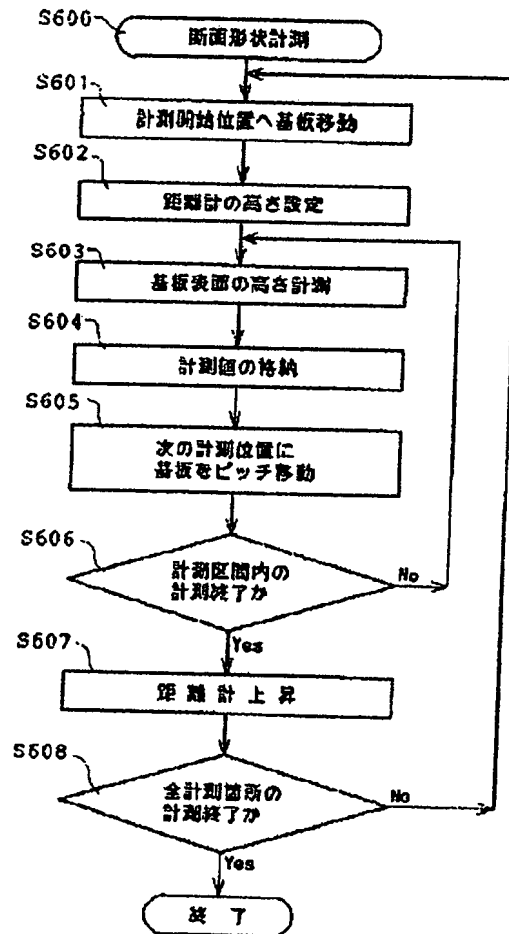 S600
断面形状計測
S601
計測開始位置へ基板移動
S602
距離計の高さ設定
S603
基板表面の高さ計測
S604
計測値の格納
S605
次の計測位置に
基板をピッチ移動
S606
計測区間内の
計測終了か
No
Yes
S607
距離計上昇
S608
全計測箇所の
計測終了か
No
Yes
終了